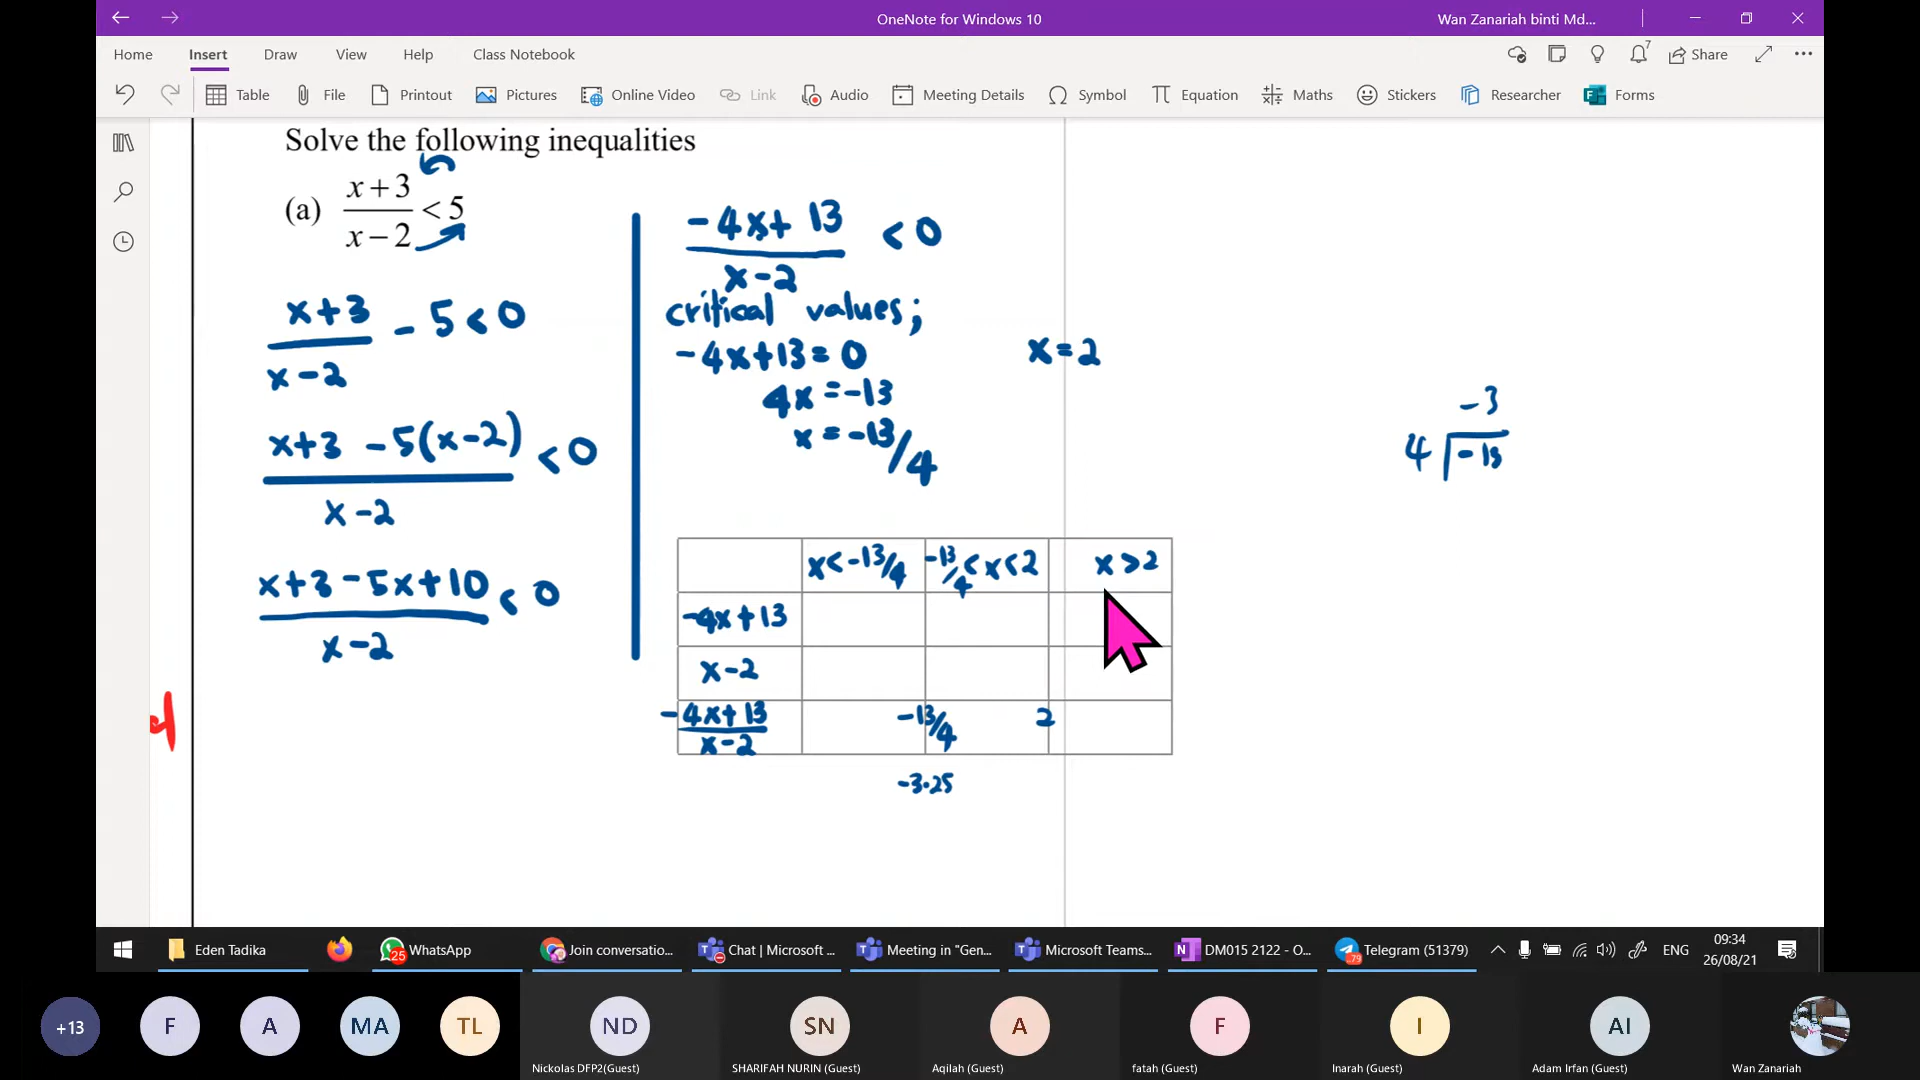 OneNote for Windows 10
Wan Zanariah binti Md...
Home Insert Draw View Help Class Notebook
7
Share
Table File Printout Pictures Online Video Link Audio Meeting Details Symbol Equation Maths Stickers Researcher Forms
Solve the following inequalities
(a) x+3 / x−2 < 5
x+3 / x-2 - 5 < 0
x+3 -5(x-2) / x-2 < 0
x+3 -5x+10 / x-2 < 0
-4x+13 / x-2 < 0
critical values;
-4x+13 = 0
4x = -13
x = -13/4
x = 2
-3
4 -13
x < -13/4 -13/4 < x < 2 x > 2
-4x+13
x-2
-4x+13 / x-2 -13/4 2
-3.25
Eden Tadika
25
WhatsApp
Join conversatio...
Chat | Microsoft ...
Meeting in "Gen...
Microsoft Teams...
DM015 2122 - O...
79
Telegram (51379)
ENG
09:34
26/08/21
+13 F A MA TL ND SN A F I AI
Nickolas DFP2(Guest) SHARIFAH NURIN (Guest) Aqilah (Guest) fatah (Guest) Inarah (Guest) Adam Irfan (Guest) Wan Zanariah